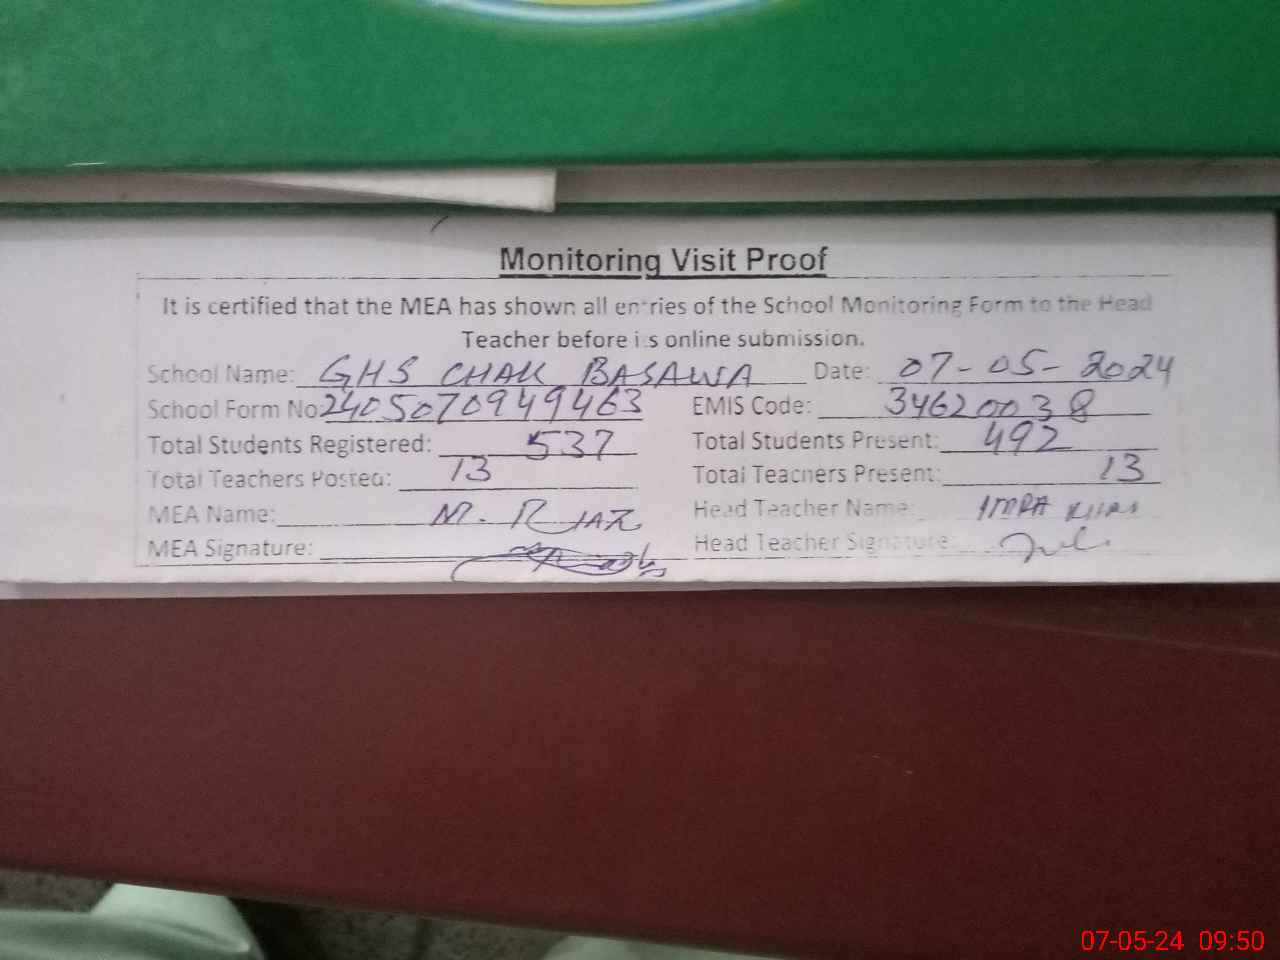 Monitoring Visit Proof
It is certified that the MEA has shown all entries of the School Monitoring Form to the Head
Teacher before its online submission.
School Name: GHS CHAK BASAWA Date: 07-05-2024
School Form No: 2405070949463 EMIS Code: 34620038
Total Students Registered: 537 Total Students Present: 492
Total Teachers Posted: 13 Total Teachers Present: 13
MEA Name: M. RIAZ Head Teacher Name:
MEA Signature: Head Teacher Signature:
07-05-24 09:50